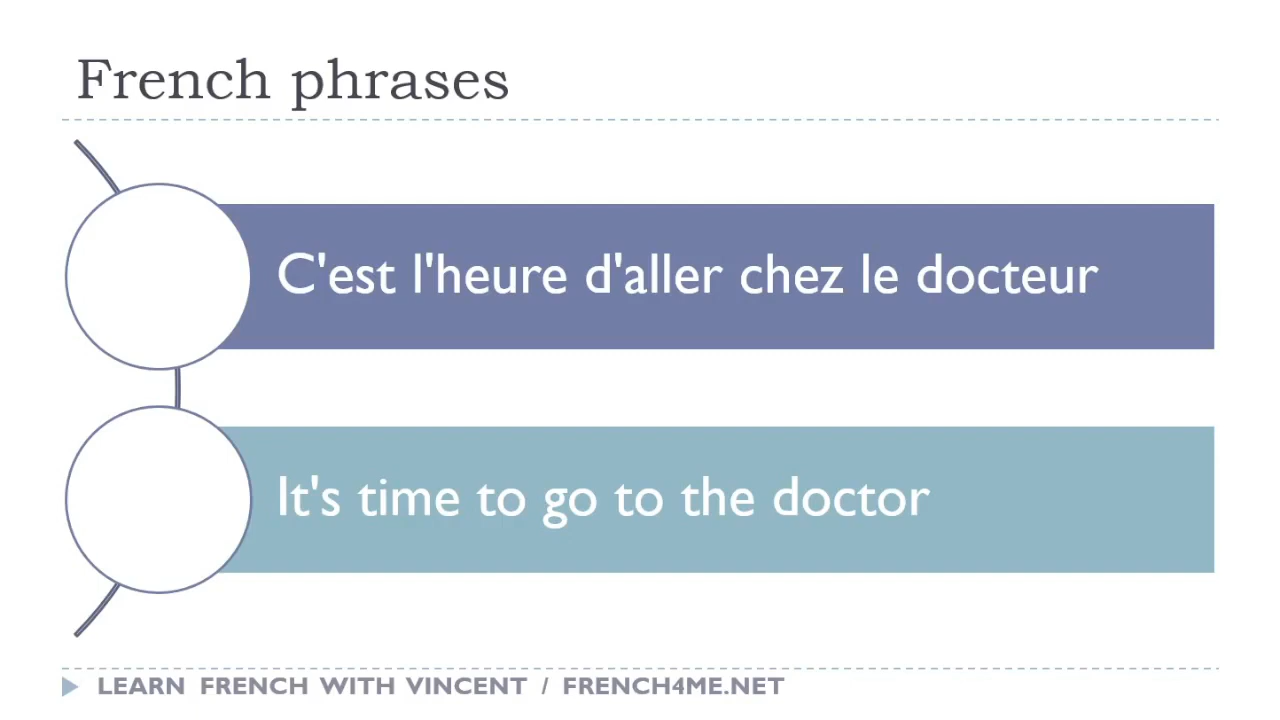 French phrases
C'est l'heure d'aller chez le docteur
It's time to go to the doctor
LEARN FRENCH WITH VINCENT / FRENCH4ME.NET